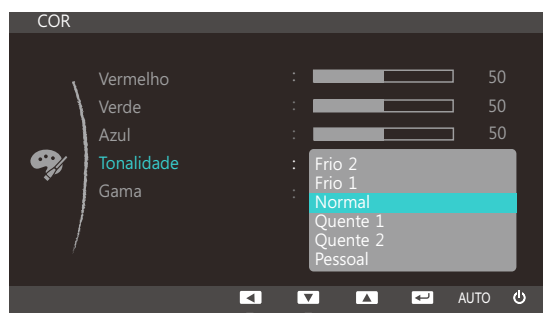 COR
Vermelho : 50
Verde : 50
Azul : 50
Tonalidade : Frio 2
Frio 1
Gama : Normal
Quente 1
Quente 2
Pessoal
AUTO